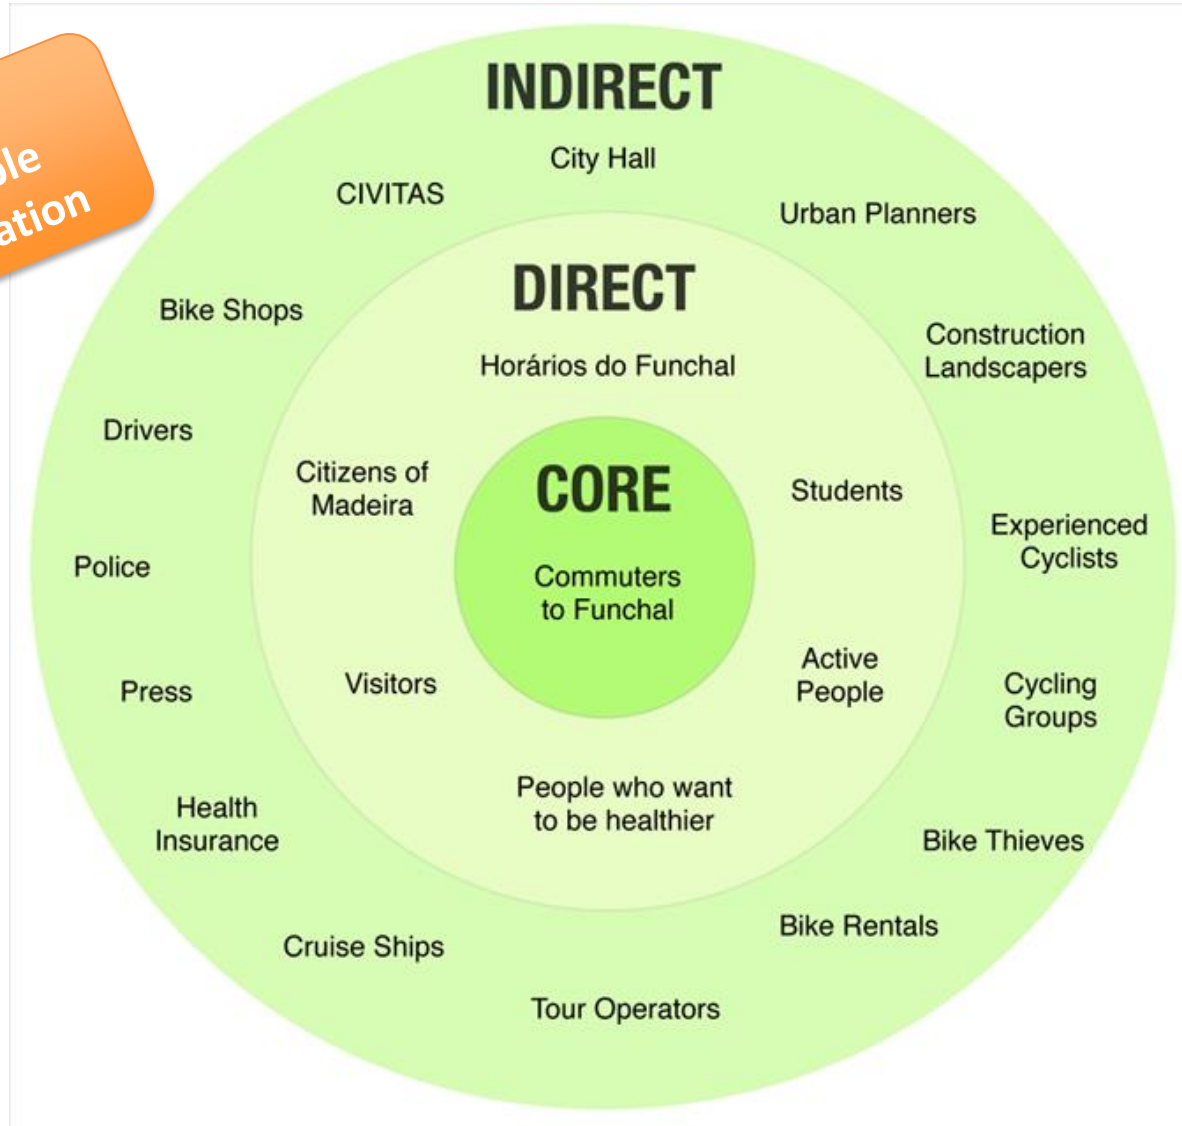 INDIRECT
City Hall
CIVITAS
Urban Planners
Bike Shops
Construction
Landscapers
Drivers
Experienced
Cyclists
Police
Press
Cycling
Groups
Health
Insurance
Bike Thieves
Bike Rentals
Cruise Ships
Tour Operators
DIRECT
Horários do Funchal
Citizens of
Madeira
Students
Visitors
Active
People
People who want
to be healthier
CORE
Commuters
to Funchal